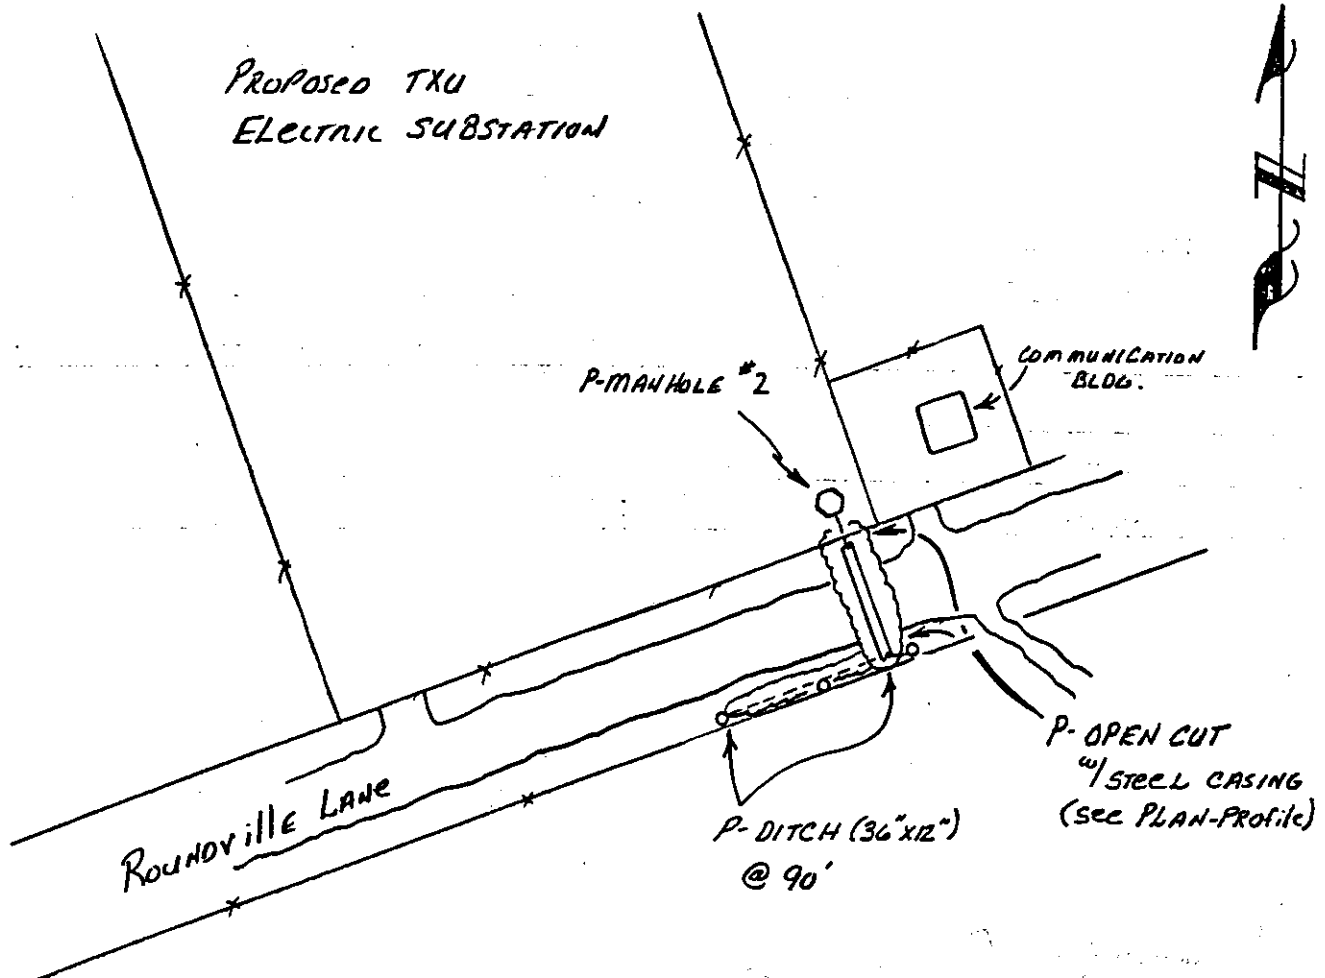 PROPOSED TXU
ELECTRIC SUBSTATION
N
P-MANHOLE #2
COMMUNICATION
BLDG.
P-OPEN CUT
w/ STEEL CASING
(see PLAN-PROFILE)
ROUNDVILLE LANE
P-DITCH (36"x12")
@ 90'